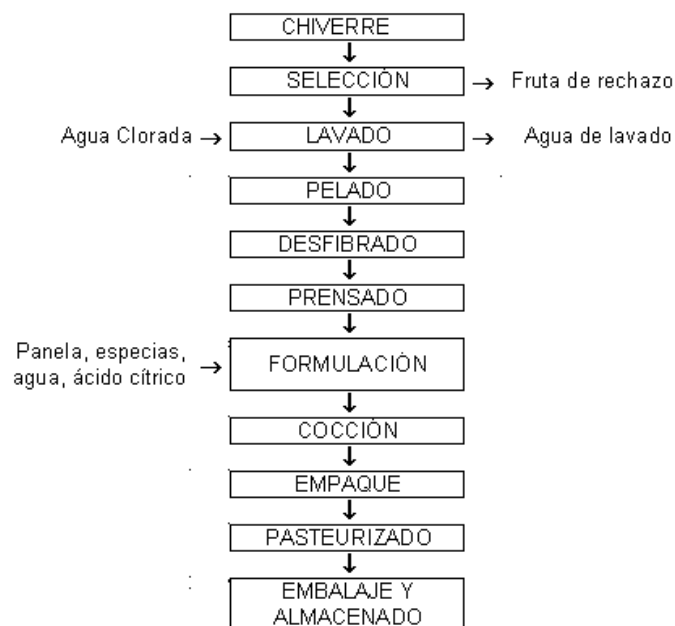 CHIVERRE
SELECCIÓN → Fruta de rechazo
Agua Clorada → LAVADO → Agua de lavado
PELADO
DESFIBRADO
PRENSADO
Panela, especias,
agua, ácido cítrico → FORMULACIÓN
COCCIÓN
EMPAQUE
PASTEURIZADO
EMBALAJE Y
ALMACENADO